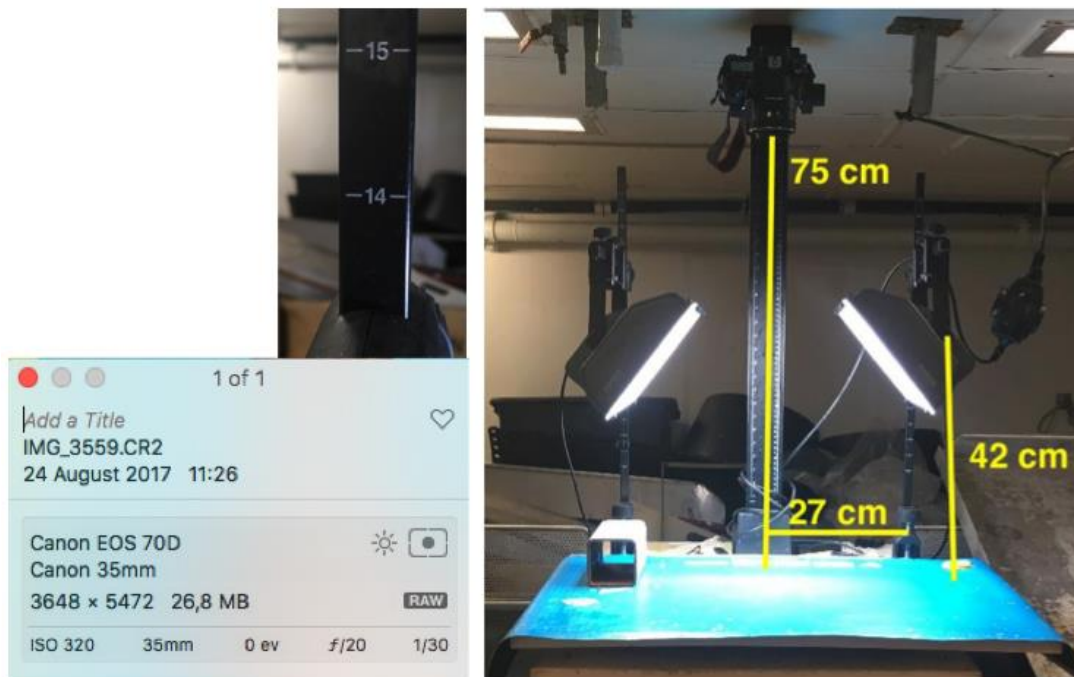 15
14
1 of 1
Add a Title
IMG_3559.CR2
24 August 2017 11:26
Canon EOS 70D
Canon 35mm
3648 × 5472 26,8 MB RAW
ISO 320 35mm 0 ev ƒ/20 1/30
75 cm
42 cm
27 cm